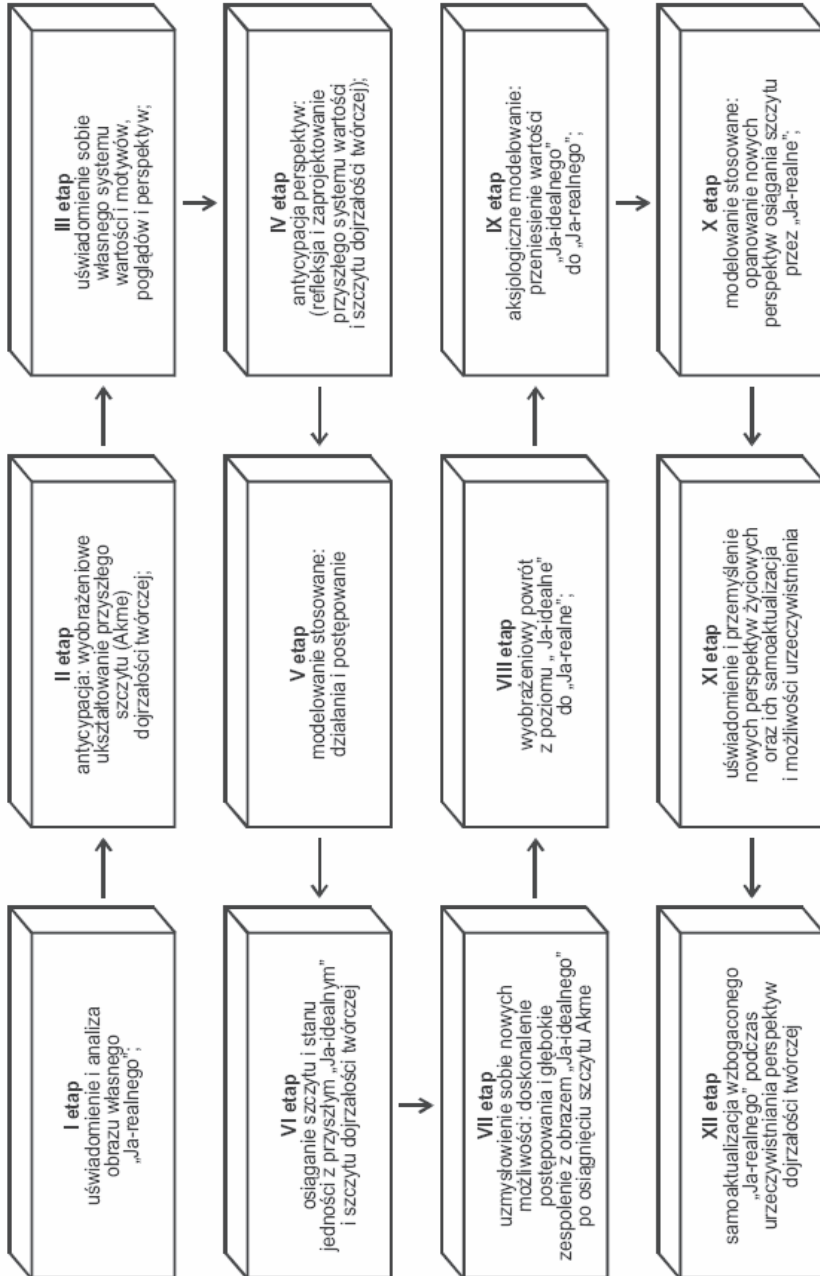 I etap
uświadomienie i analiza
obrazu własnego
„Ja-realnego”;
II etap
antycypacja: wyobrażeniowe
ukształtowanie przyszłego
szczytu (Akme)
dojrzałości twórczej;
III etap
uświadomienie sobie
własnego systemu
wartości i motywów,
poglądów i perspektyw;
IV etap
antycypacja perspektyw:
(refleksja i zaprojektowanie
przyszłego systemu wartości
i szczytu dojrzałości twórczej);
V etap
modelowanie stosowane:
działania i postępowanie
VI etap
osiąganie szczytu i stanu
jedności z przyszłym „Ja-idealnym”
i szczytu dojrzałości twórczej
VII etap
uzmysłowienie sobie nowych
możliwości: doskonalenie
postępowania i głębokie
zespolenie z obrazem „Ja-idealnego”
po osiągnięciu szczytu Akme
VIII etap
wyobrażeniowy powrót
z poziomu „ Ja-idealne”
do „Ja-realne”;
IX etap
aksjologiczne modelowanie:
przeniesienie wartości
„Ja-idealnego”
do „Ja-realnego”;
X etap
modelowanie stosowane:
opanowanie nowych
perspektyw osiągania szczytu
przez „Ja-realne”;
XI etap
uświadomienie i przemyślenie
nowych perspektyw życiowych
oraz ich samoaktualizacja
i możliwości urzeczywistnienia
XII etap
samoaktualizacja wzbogaconego
„Ja-realnego” podczas
urzeczywistniania perspektyw
dojrzałości twórczej